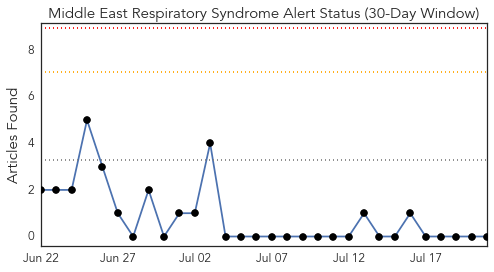 Middle East Respiratory Syndrome Alert Status (30-Day Window)
Articles Found
8
6
4
2
0
Jun 22 Jun 27 Jul 02 Jul 07 Jul 12 Jul 17